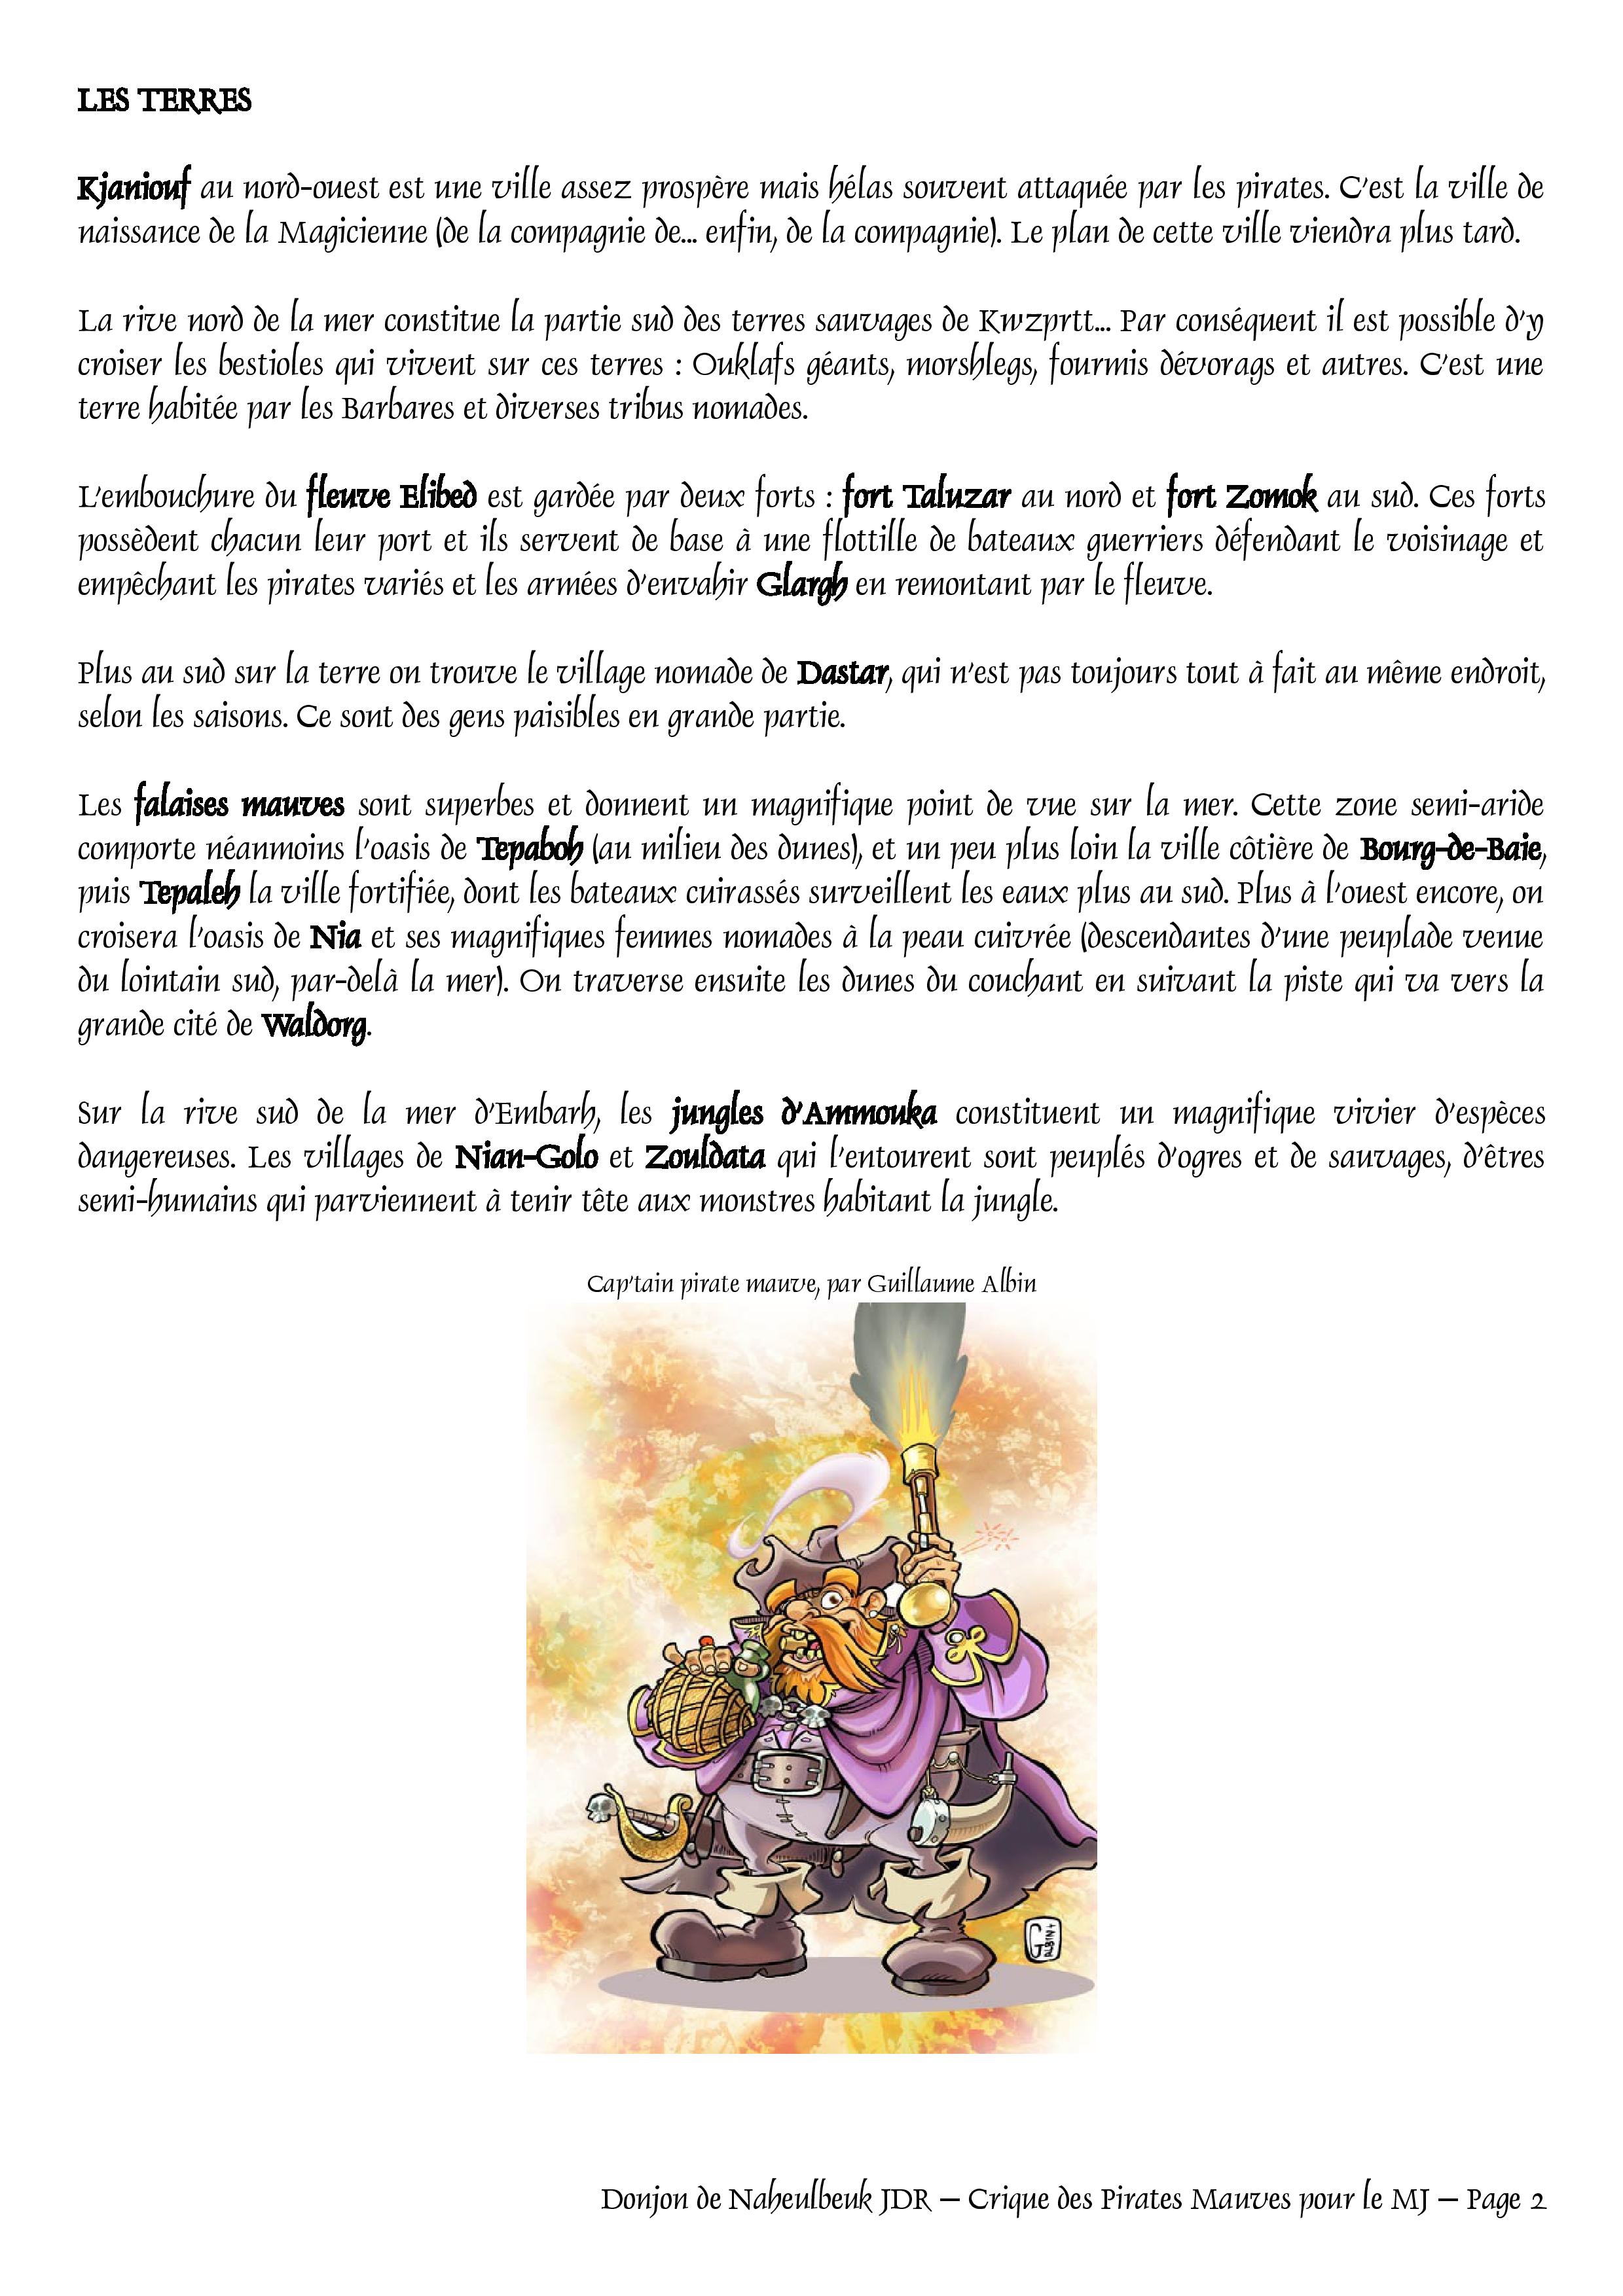 LES TERRES
Kjaniouf au nord-ouest est une ville assez prospère mais hélas souvent attaquée par les pirates. C'est la ville de
naissance de la Magicienne (de la compagnie de... enfin, de la compagnie). Le plan de cette ville viendra plus tard.
La rive nord de la mer constitue la partie sud des terres sauvages de Kwzprtt... Par conséquent il est possible d'y
croiser les bestioles qui vivent sur ces terres : Ouklafs géants, morshlegs, fourmis dévorags et autres. C'est une
terre habitée par les Barbares et diverses tribus nomades.
L'embouchure du fleuve Elibed est gardée par deux forts : fort Taluzar au nord et fort Zomok au sud. Ces forts
possèdent chacun leur port et ils servent de base à une flottille de bateaux guerriers défendant le voisinage et
empêchant les pirates variés et les armées d'envahir Glargh en remontant par le fleuve.
Plus au sud sur la terre on trouve le village nomade de Dastar, qui n'est pas toujours tout à fait au même endroit,
selon les saisons. Ce sont des gens paisibles en grande partie.
Les falaises mauves sont superbes et donnent un magnifique point de vue sur la mer. Cette zone semi-aride
comporte néanmoins l'oasis de Tepaboh (au milieu des dunes), et un peu plus loin la ville côtière de Bourg-de-Baie,
puis Tepaleh la ville fortifiée, dont les bateaux cuirassés surveillent les eaux plus au sud. Plus à l'ouest encore, on
croisera l'oasis de Nia et ses magnifiques femmes nomades à la peau cuivrée (descendantes d'une peuplade venue
du lointain sud, par-delà la mer). On traverse ensuite les dunes du couchant en suivant la piste qui va vers la
grande cité de Waldorg.
Sur la rive sud de la mer d'Embarh, les jungles d'Ammouka constituent un magnifique vivier d'espèces
dangereuses. Les villages de Nian-Golo et Zouldata qui l'entourent sont peuplés d'ogres et de sauvages, d'êtres
semi-humains qui parviennent à tenir tête aux monstres habitant la jungle.
Cap'tain pirate mauve, par Guillaume Albin
G ALBIN
Donjon de Naheulbeuk JDR – Crique des Pirates Mauves pour le MJ – Page 2